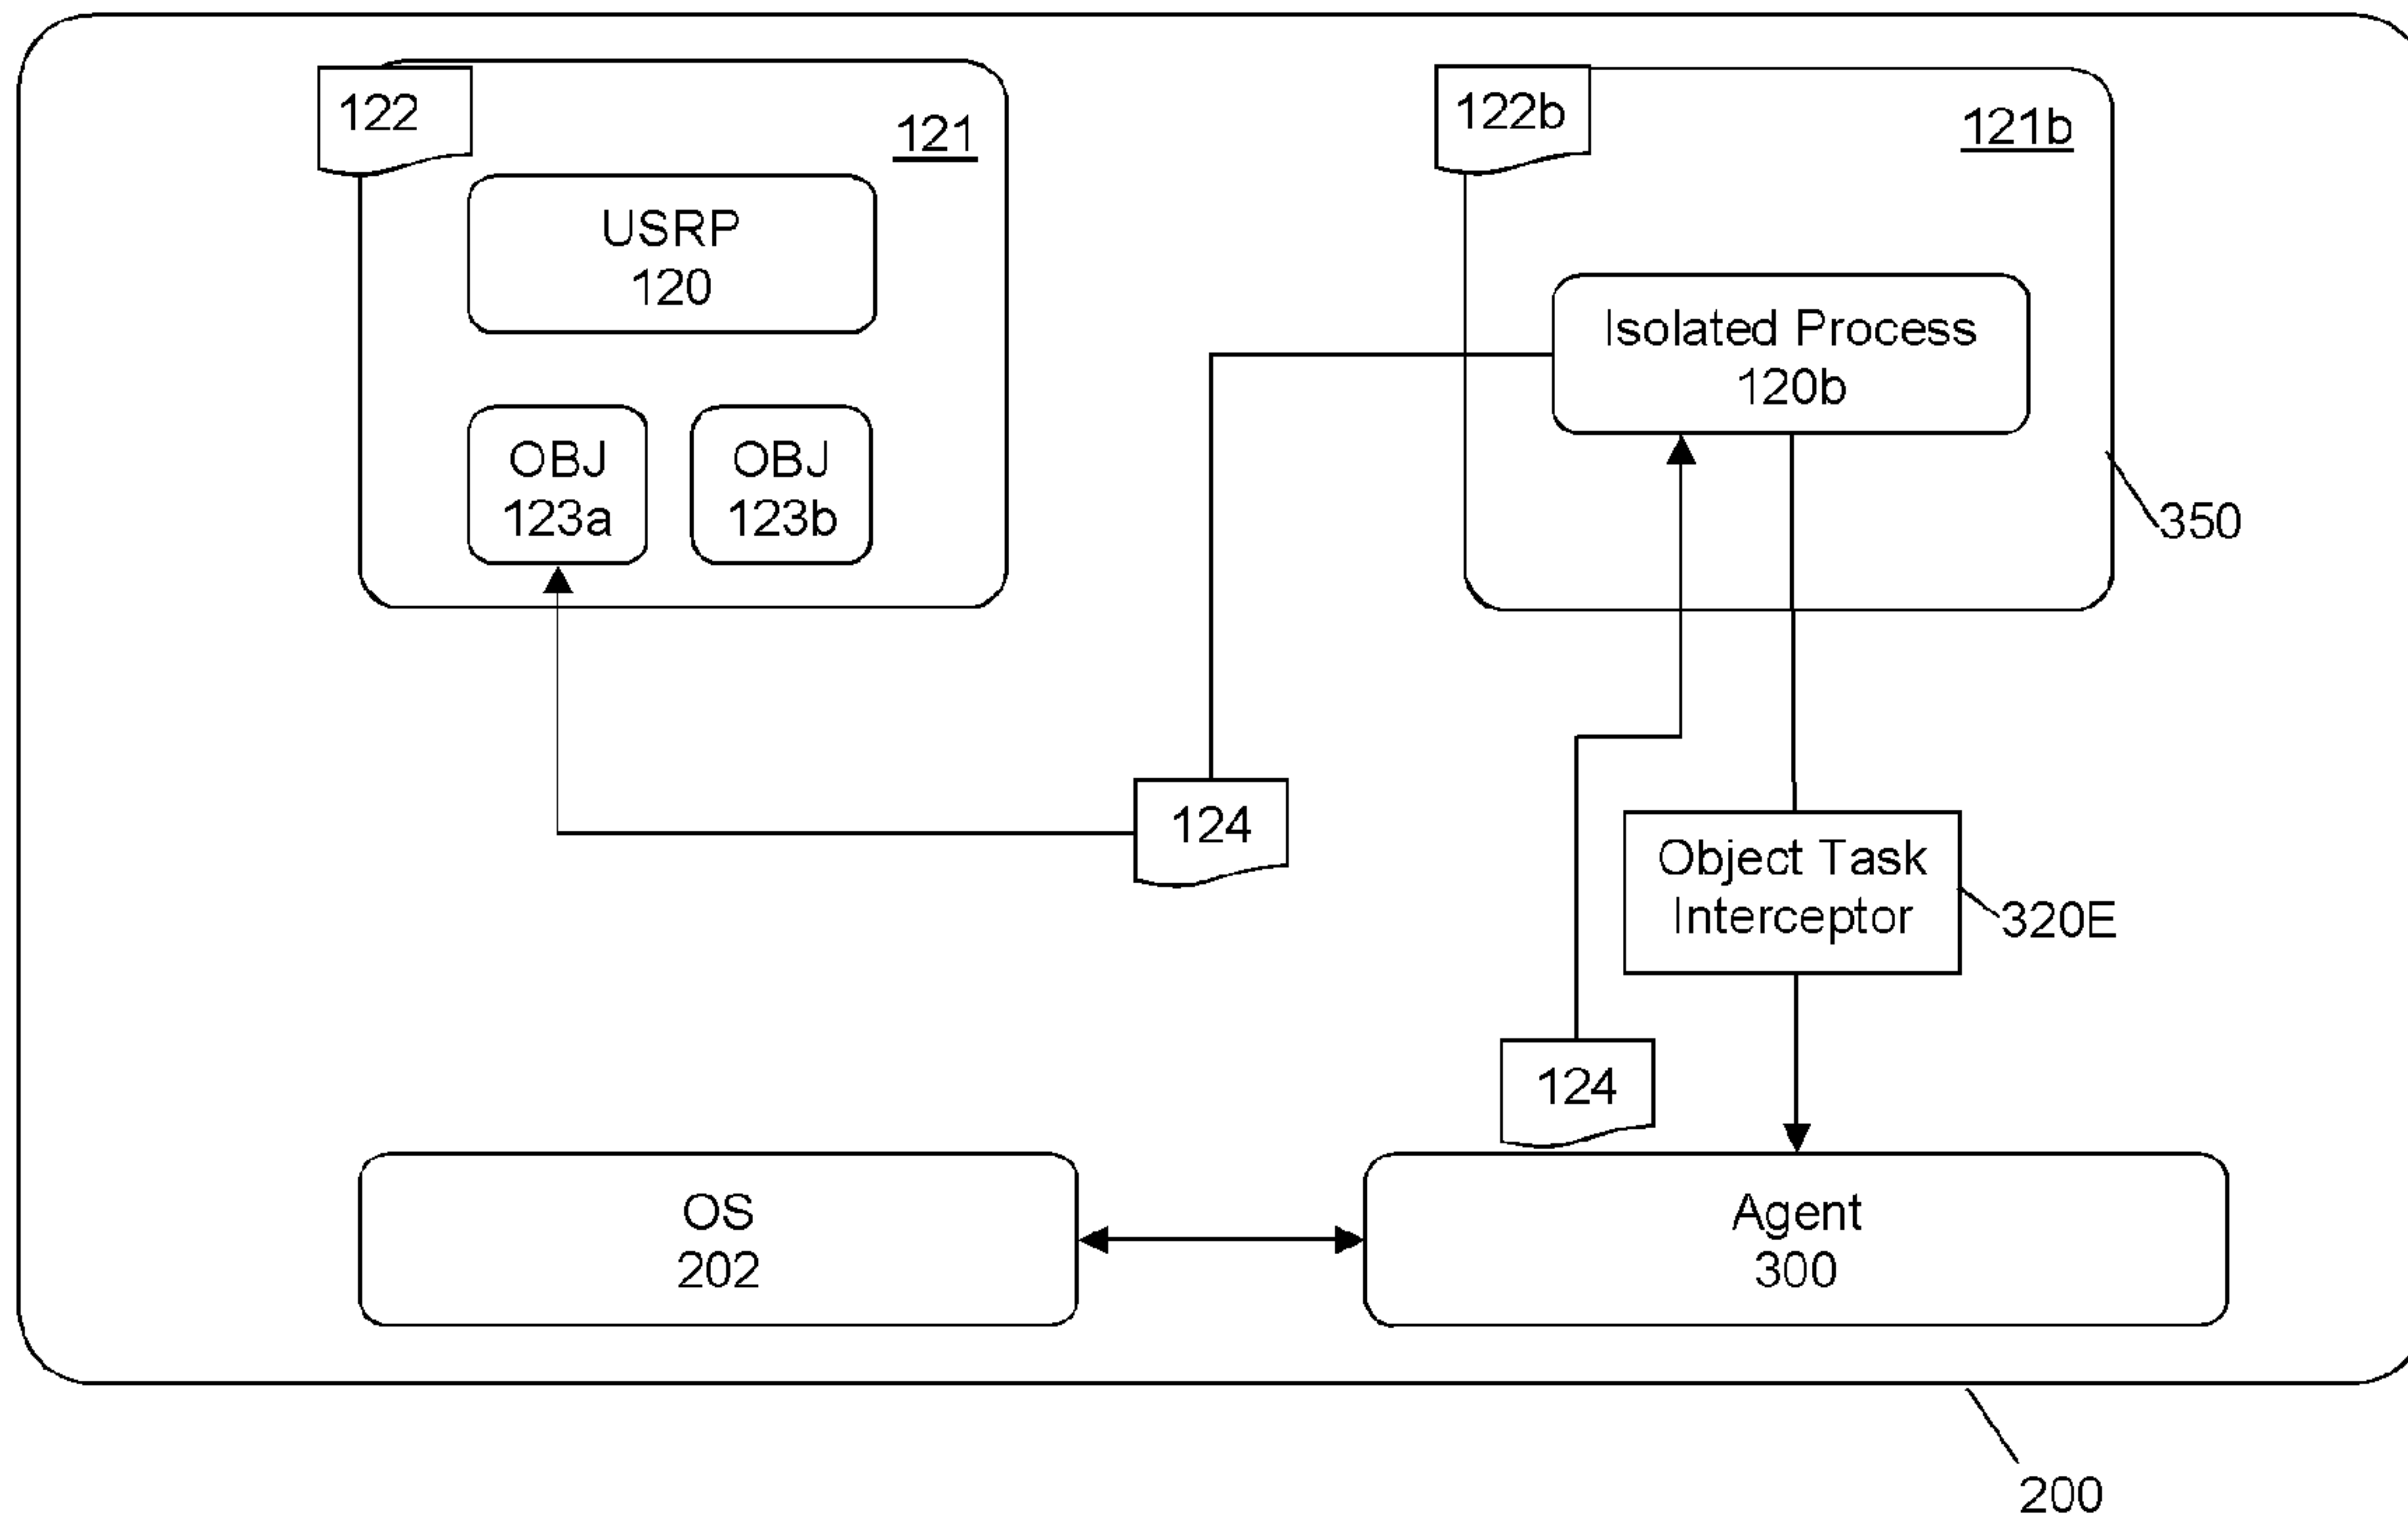 122
121
USRP
120
OBJ
123a
OBJ
123b
122b
121b
Isolated Process
120b
350
124
Object Task
Interceptor
320E
124
OS
202
Agent
300
200